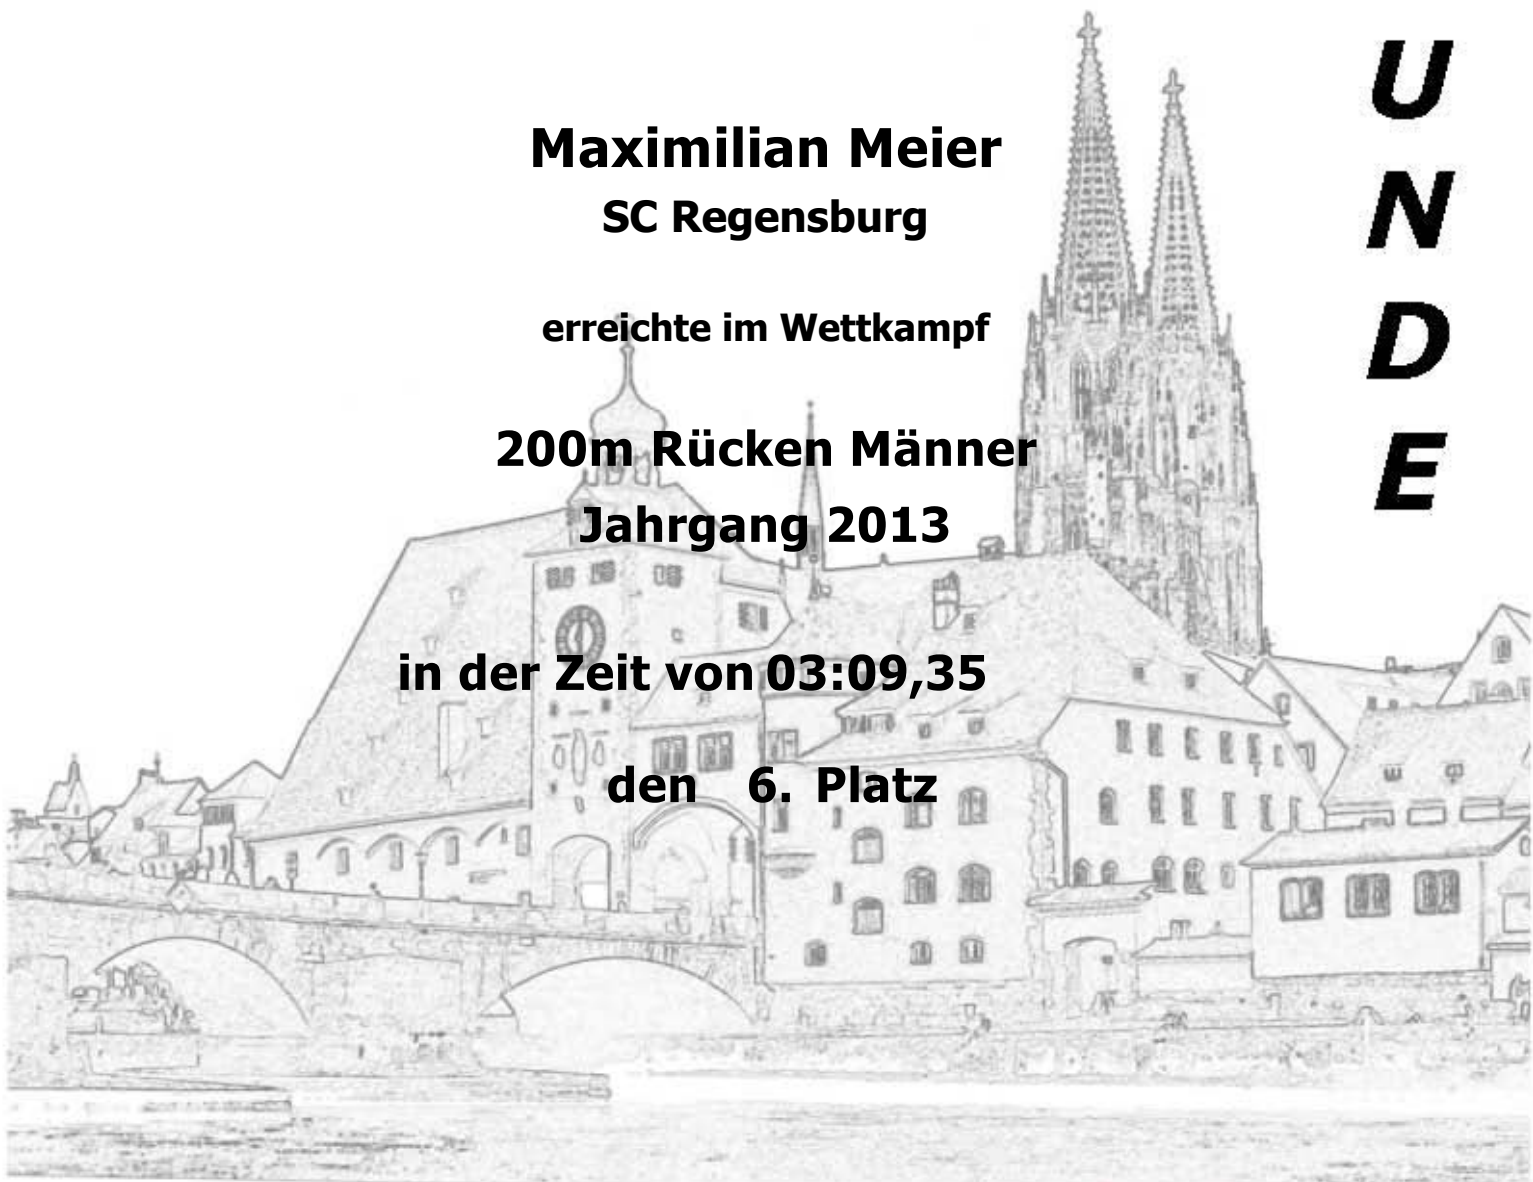 Maximilian Meier
SC Regensburg
erreichte im Wettkampf
200m Rücken Männer
Jahrgang 2013
in der Zeit von 03:09,35
den 6. Platz
U
N
D
E